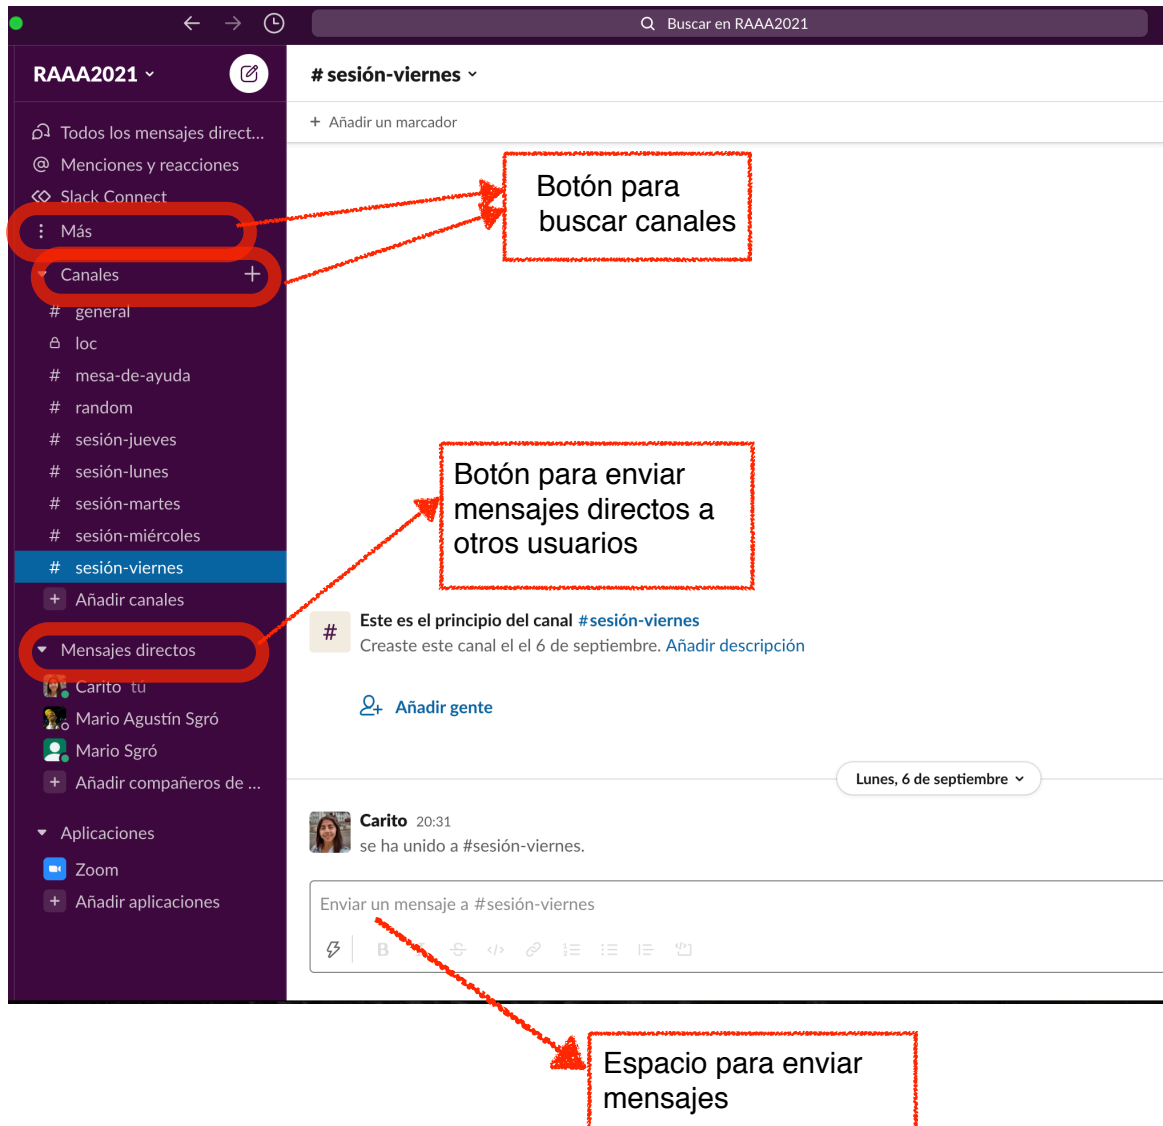 Buscar en RAAA2021
RAAA2021
# sesión-viernes
+ Añadir un marcador
Todos los mensajes direct...
@ Menciones y reacciones
Slack Connect
Más
Canales +
# general
loc
# mesa-de-ayuda
# random
# sesión-jueves
# sesión-lunes
# sesión-martes
# sesión-miércoles
# sesión-viernes
+ Añadir canales
Mensajes directos
Carito tú
Mario Agustín Sgró
Mario Sgró
+ Añadir compañeros de ...
Aplicaciones
Zoom
+ Añadir aplicaciones
Botón para
buscar canales
Botón para enviar
mensajes directos a
otros usuarios
# Este es el principio del canal #sesión-viernes
Creaste este canal el el 6 de septiembre. Añadir descripción
Añadir gente
Lunes, 6 de septiembre
Carito 20:31
se ha unido a #sesión-viernes.
Enviar un mensaje a #sesión-viernes
B I S </>
Espacio para enviar
mensajes